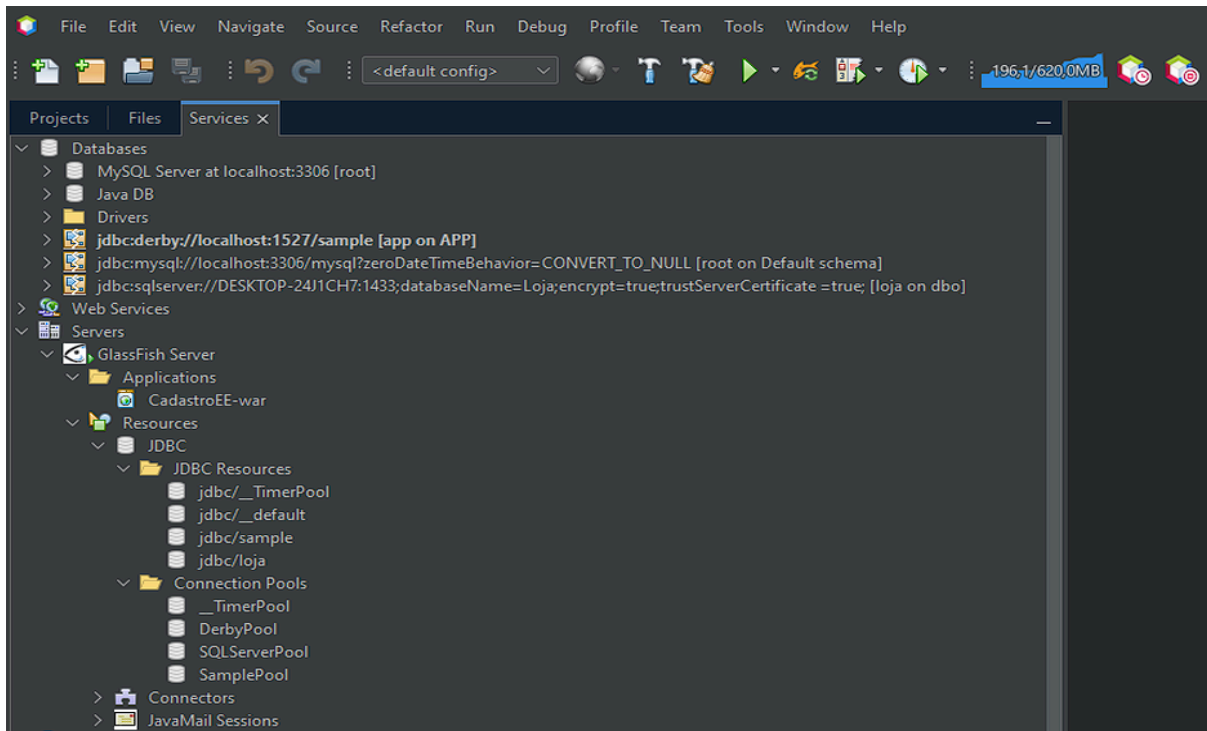 File Edit View Navigate Source Refactor Run Debug Profile Team Tools Window Help
<default config> 196,1/620,0MB
Projects Files Services
Databases
MySQL Server at localhost:3306 [root]
Java DB
Drivers
jdbc:derby://localhost:1527/sample [app on APP]
jdbc:mysql://localhost:3306/mysql?zeroDateTimeBehavior=CONVERT_TO_NULL [root on Default schema]
jdbc:sqlserver://DESKTOP-24J1CH7:1433;databaseName=Loja;encrypt=true;trustServerCertificate =true; [loja on dbo]
Web Services
Servers
GlassFish Server
Applications
CadastroEE-war
Resources
JDBC
JDBC Resources
jdbc/__TimerPool
jdbc/__default
jdbc/sample
jdbc/loja
Connection Pools
__TimerPool
DerbyPool
SQLServerPool
SamplePool
Connectors
JavaMail Sessions